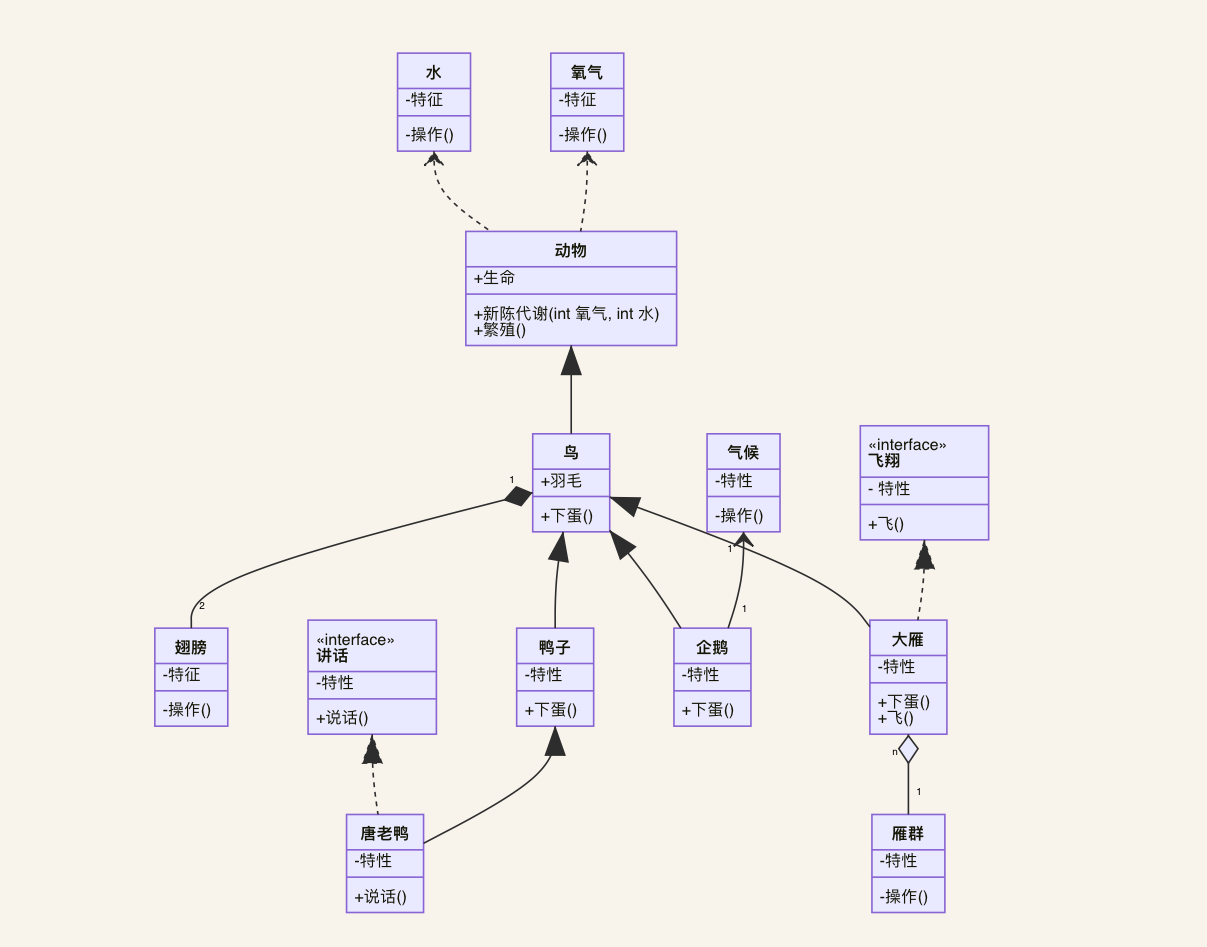 水
-特征
-操作()
氧气
-特征
-操作()
动物
+生命
+新陈代谢(int 氧气, int 水)
+繁殖()
鸟
+羽毛
+下蛋()
气候
-特性
-操作()
«interface»
飞翔
- 特性
+飞()
1
1
2
1
翅膀
-特征
-操作()
«interface»
讲话
-特性
+说话()
鸭子
-特性
+下蛋()
企鹅
-特性
+下蛋()
大雁
-特性
+下蛋()
+飞()
n
1
唐老鸭
-特性
+说话()
雁群
-特性
-操作()